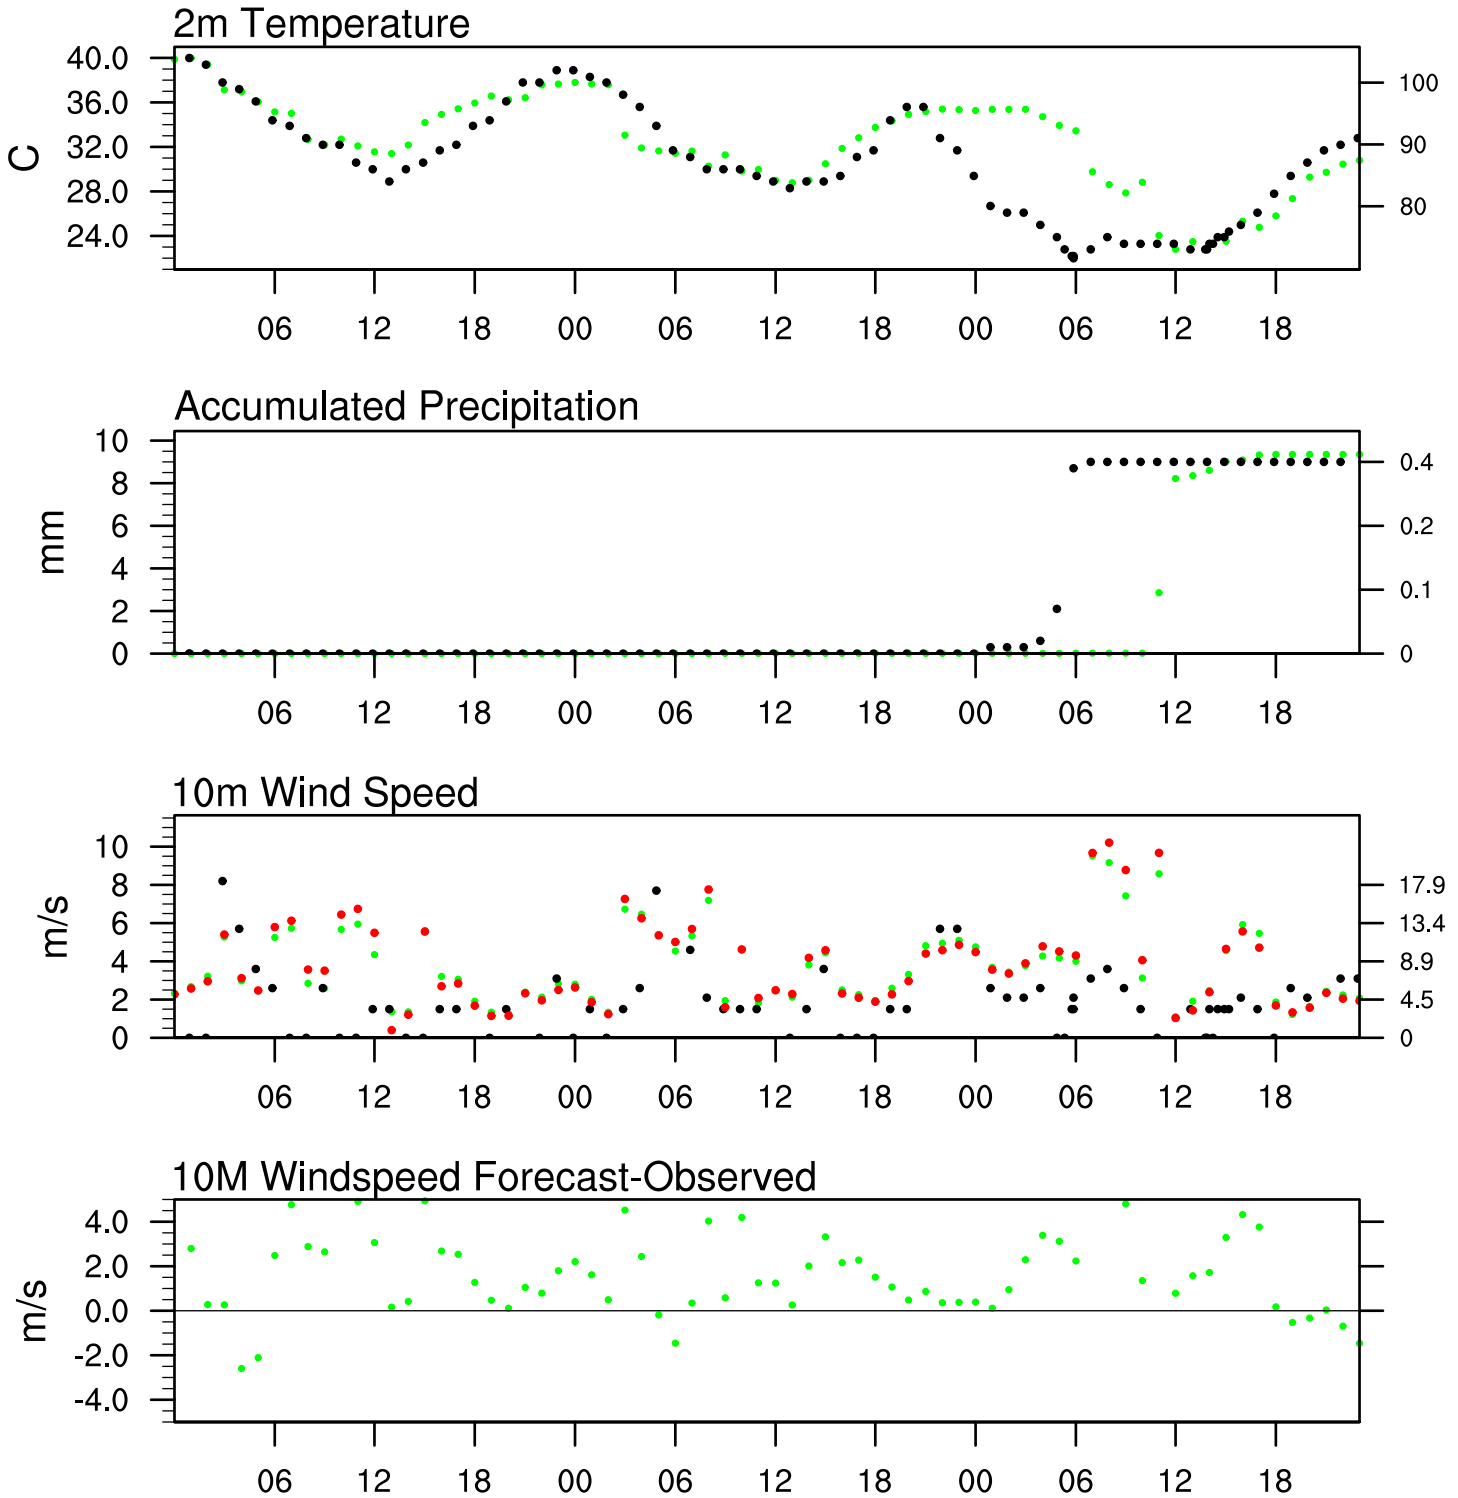 2m Temperature
40.0
36.0
32.0
28.0
24.0
C
100
90
80
06 12 18 00 06 12 18 00 06 12 18
Accumulated Precipitation
10
8
6
4
2
0
mm
0.4
0.2
0.1
0
06 12 18 00 06 12 18 00 06 12 18
10m Wind Speed
10
8
6
4
2
0
m/s
17.9
13.4
8.9
4.5
0
06 12 18 00 06 12 18 00 06 12 18
10M Windspeed Forecast-Observed
4.0
2.0
0.0
-2.0
-4.0
m/s
06 12 18 00 06 12 18 00 06 12 18